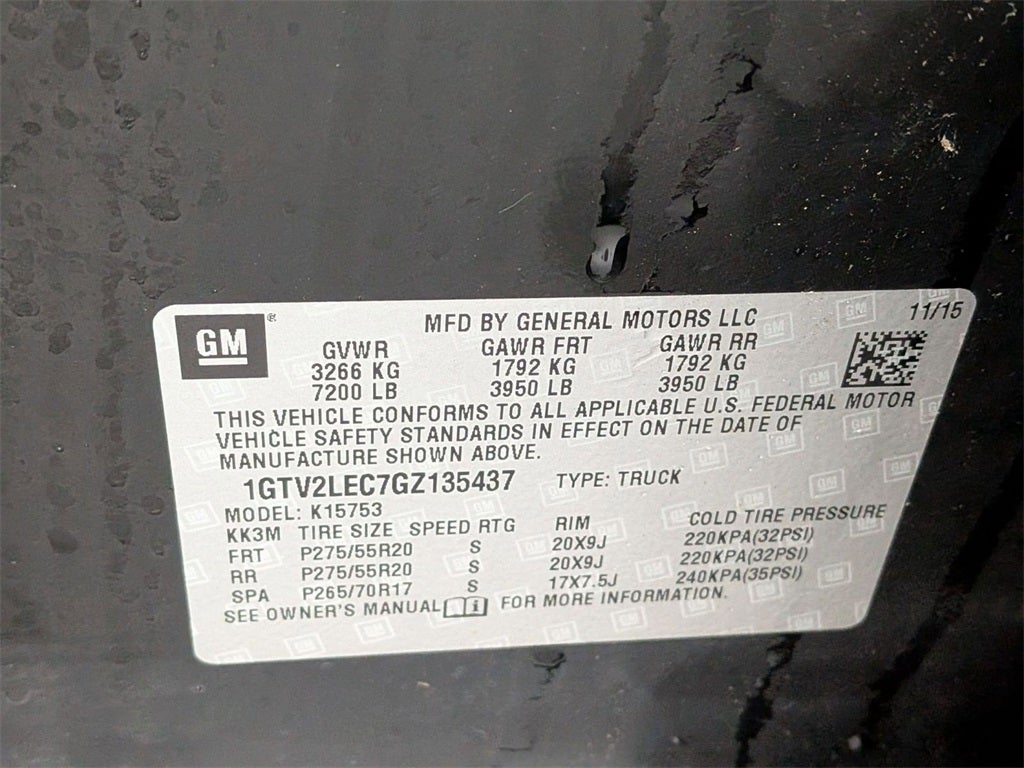 GM
MFD BY GENERAL MOTORS LLC 11/15
GVWR GAWR FRT GAWR RR
3266 KG 1792 KG 1792 KG
7200 LB 3950 LB 3950 LB
THIS VEHICLE CONFORMS TO ALL APPLICABLE U.S. FEDERAL MOTOR
VEHICLE SAFETY STANDARDS IN EFFECT ON THE DATE OF
MANUFACTURE SHOWN ABOVE.
1GTV2LEC7GZ135437 TYPE: TRUCK
MODEL: K15753
KK3M TIRE SIZE SPEED RTG RIM COLD TIRE PRESSURE
FRT P275/55R20 S 20X9J 220KPA(32PSI)
RR P275/55R20 S 20X9J 220KPA(32PSI)
SPA P265/70R17 S 17X7.5J 240KPA(35PSI)
SEE OWNER'S MANUAL FOR MORE INFORMATION.